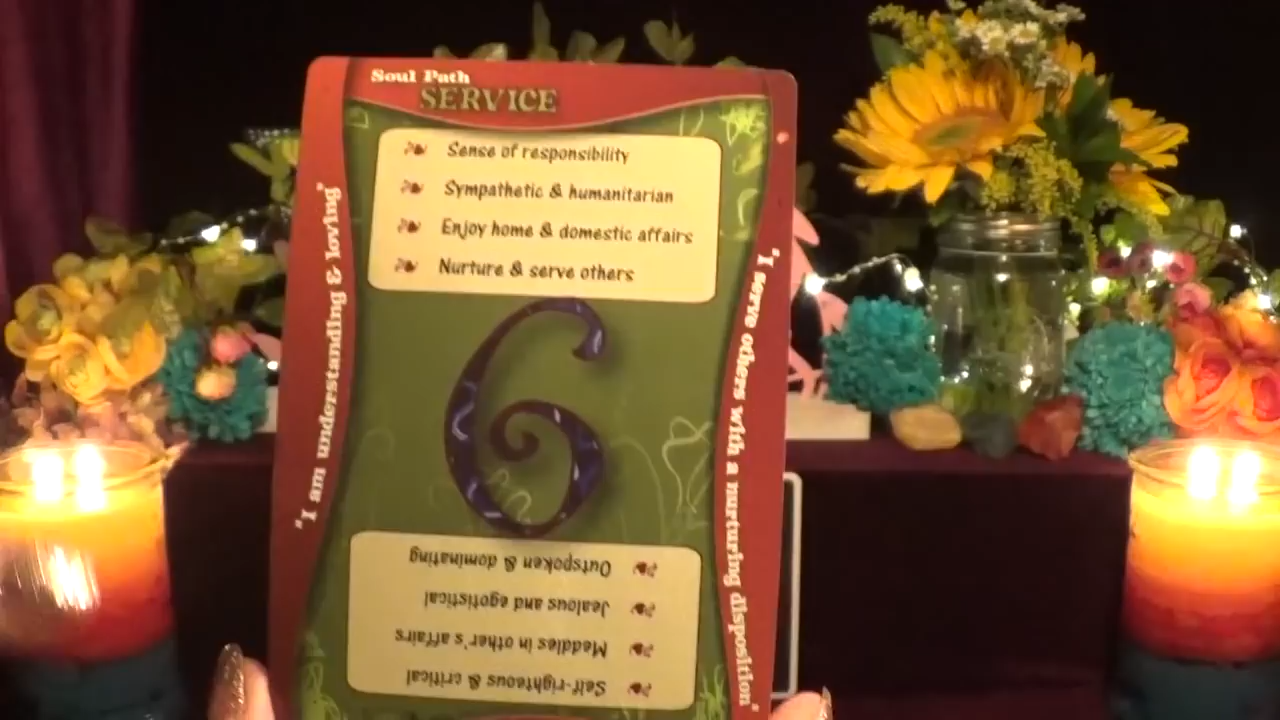 Soul Path
SERVICE
Sense of responsibility
Sympathetic & humanitarian
Enjoy home & domestic affairs
Nurture & serve others
"I am understanding & loving"
"I serve others with a nurturing disposition"
6
Self-righteous & critical
Meddles in other's affairs
Jealous and egotistical
Outspoken & dominating